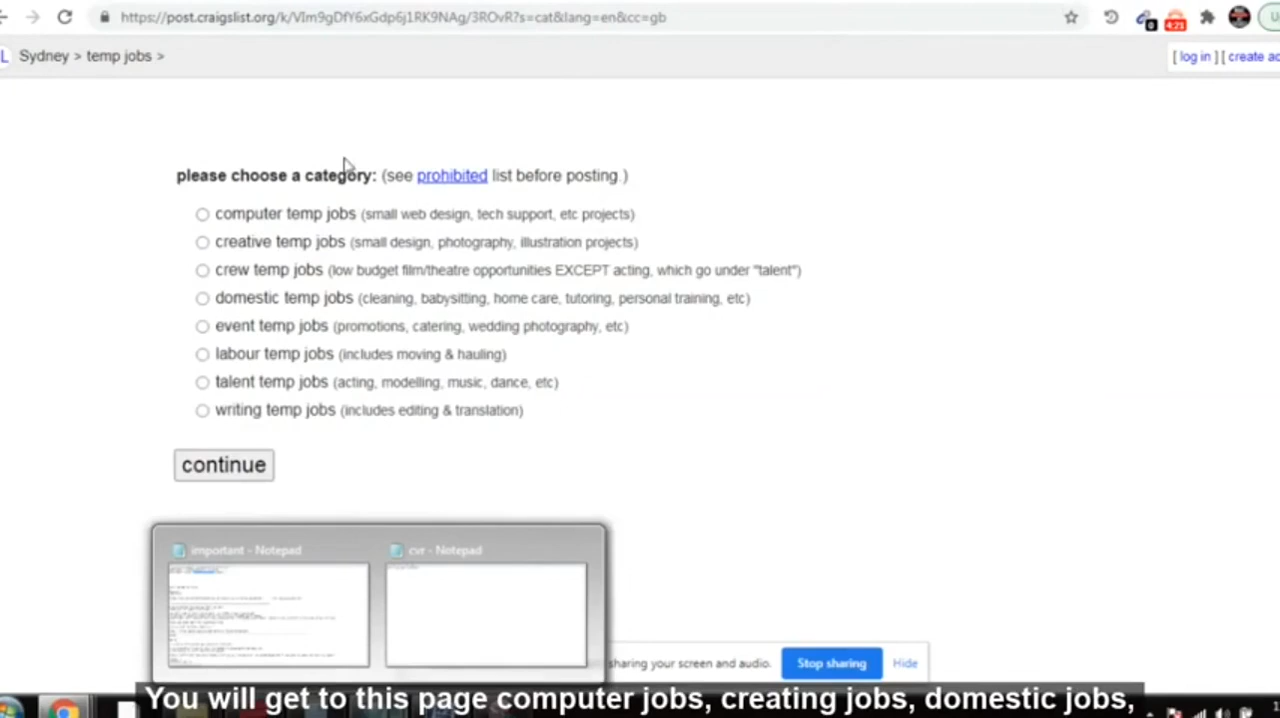 https://post.craigslist.org/k/VIm9gDfY6xGdp6j1RK9NAg/3ROvR?s=cat&lang=en&cc=gb
0
4:21
L Sydney > temp jobs >
[ log in ] [ create ac
please choose a category: (see prohibited list before posting.)
computer temp jobs (small web design, tech support, etc projects)
creative temp jobs (small design, photography, illustration projects)
crew temp jobs (low budget film/theatre opportunities EXCEPT acting, which go under "talent")
domestic temp jobs (cleaning, babysitting, home care, tutoring, personal training, etc)
event temp jobs (promotions, catering, wedding photography, etc)
labour temp jobs (includes moving & hauling)
talent temp jobs (acting, modelling, music, dance, etc)
writing temp jobs (includes editing & translation)
continue
important - Notepad
cvr - Notepad
sharing your screen and audio.
Stop sharing
Hide
You will get to this page computer jobs, creating jobs, domestic jobs,